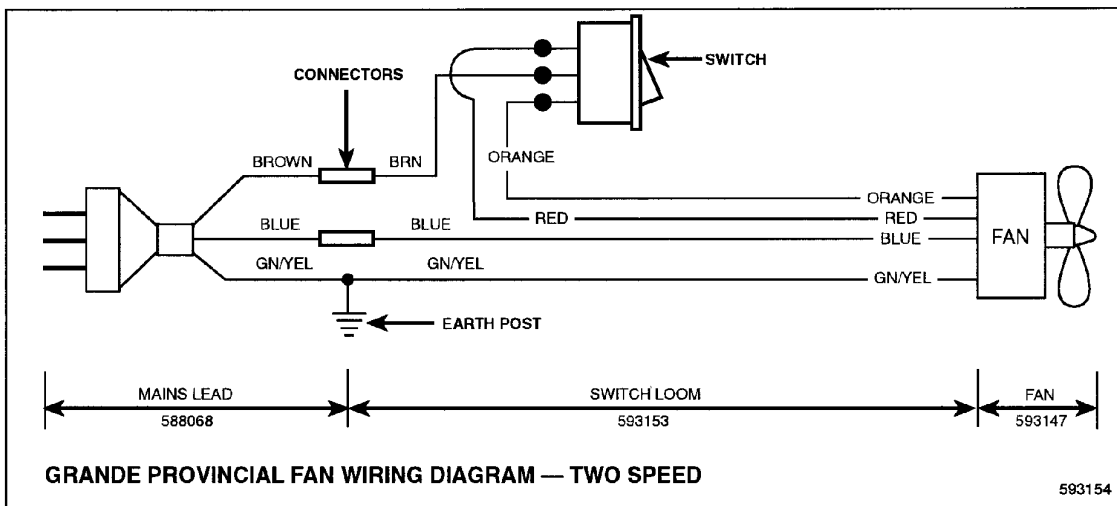 CONNECTORS
SWITCH
BROWN
BRN
ORANGE
ORANGE
RED
RED
BLUE
BLUE
BLUE
FAN
GN/YEL
GN/YEL
GN/YEL
EARTH POST
MAINS LEAD
588068
SWITCH LOOM
593153
FAN
593147
GRANDE PROVINCIAL FAN WIRING DIAGRAM — TWO SPEED
593154